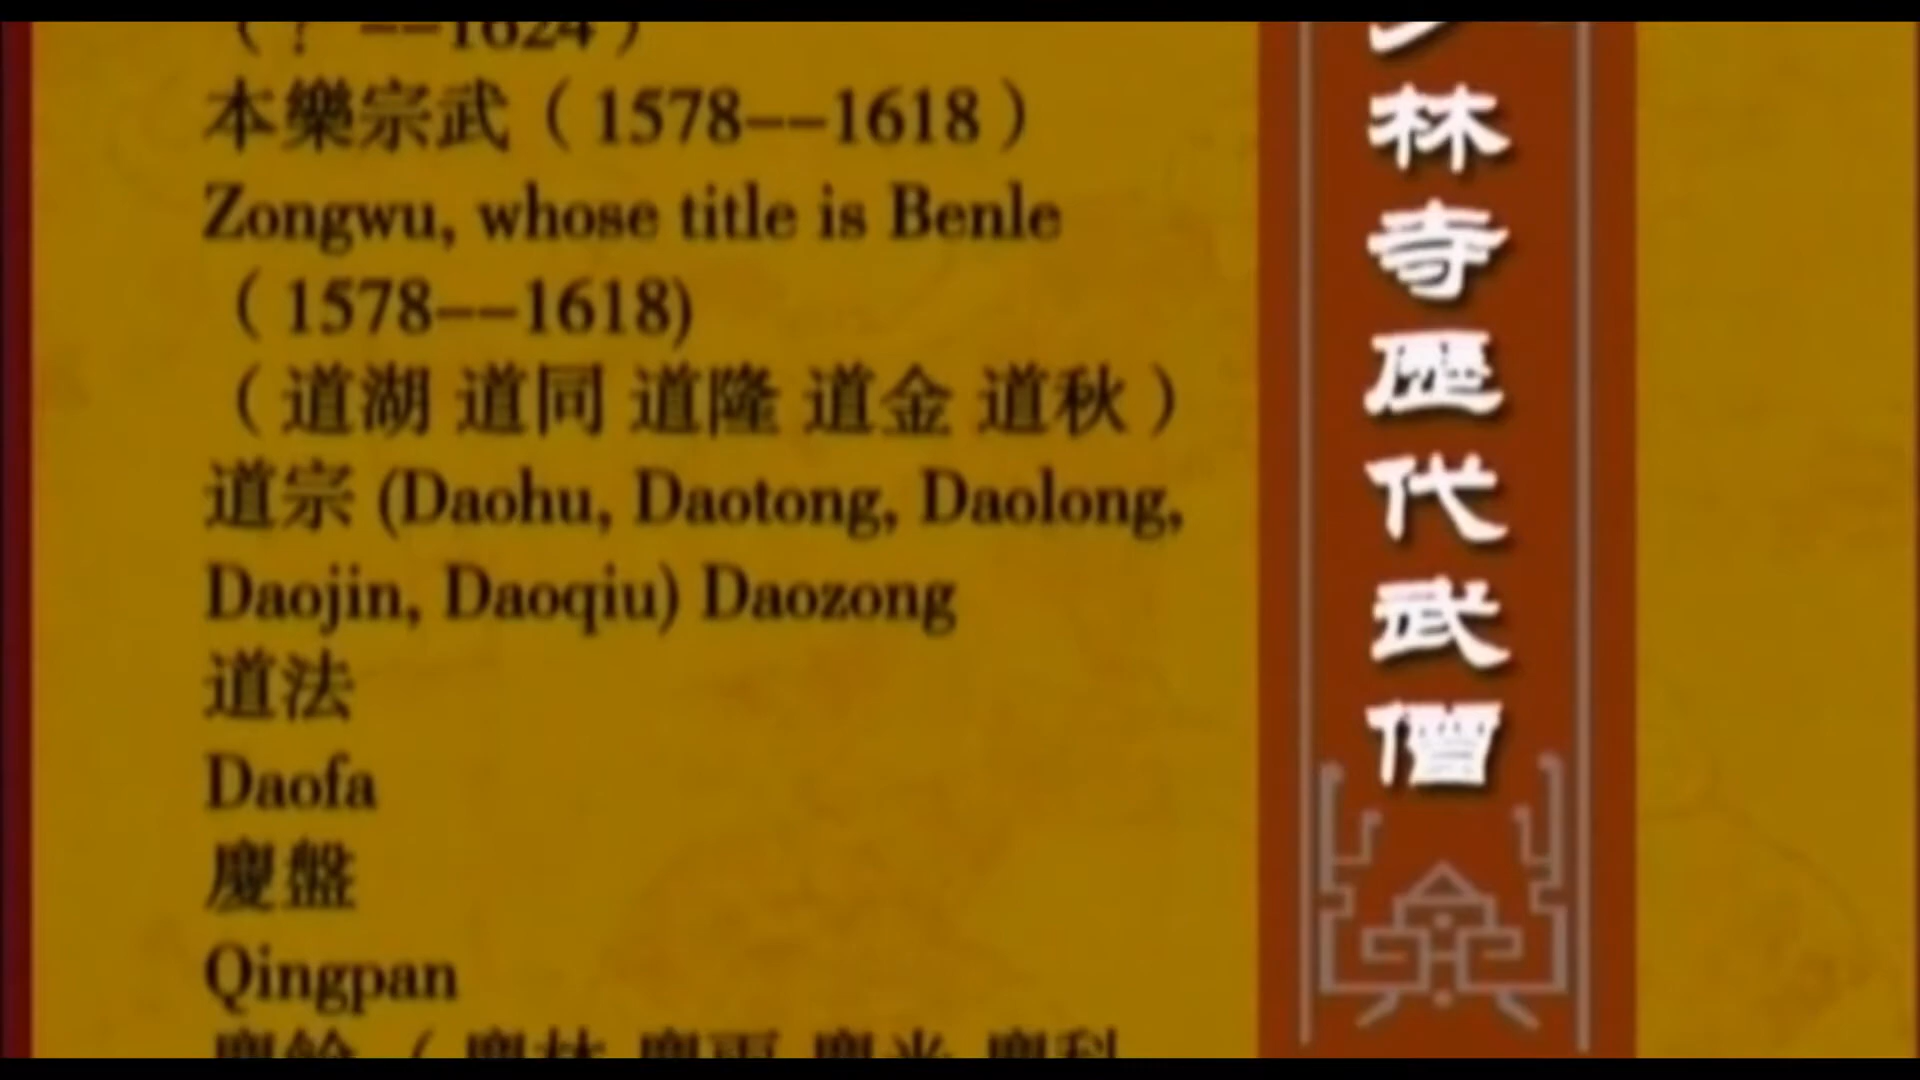 ( ? ——1624 )
本樂宗武（1578——1618）
Zongwu, whose title is Benle
（1578——1618)
（道湖 道同 道隆 道金 道秋）
道宗 (Daohu, Daotong, Daolong,
Daojin, Daoqiu) Daozong
道法
Daofa
慶盤
Qingpan
少林寺歷代武僧